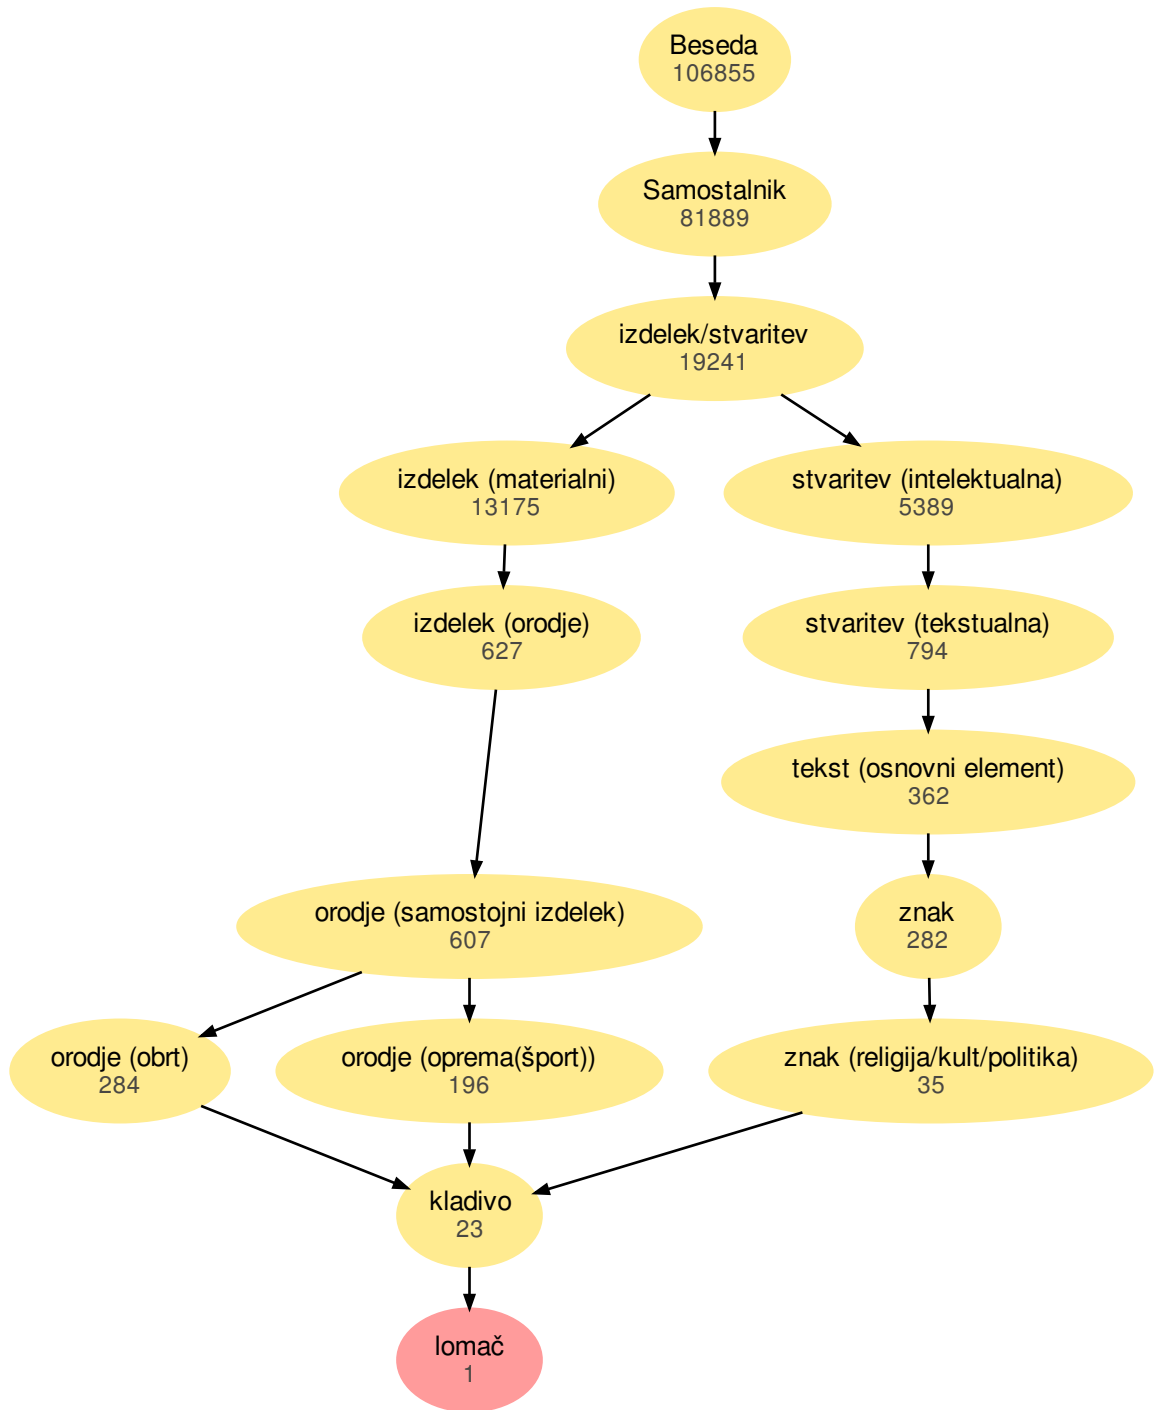 Beseda
106855
Samostalnik
81889
izdelek/stvaritev
19241
izdelek (materialni)
13175
stvaritev (intelektualna)
5389
izdelek (orodje)
627
stvaritev (tekstualna)
794
tekst (osnovni element)
362
orodje (samostojni izdelek)
607
znak
282
orodje (obrt)
284
orodje (oprema(šport))
196
znak (religija/kult/politika)
35
kladivo
23
lomač
1